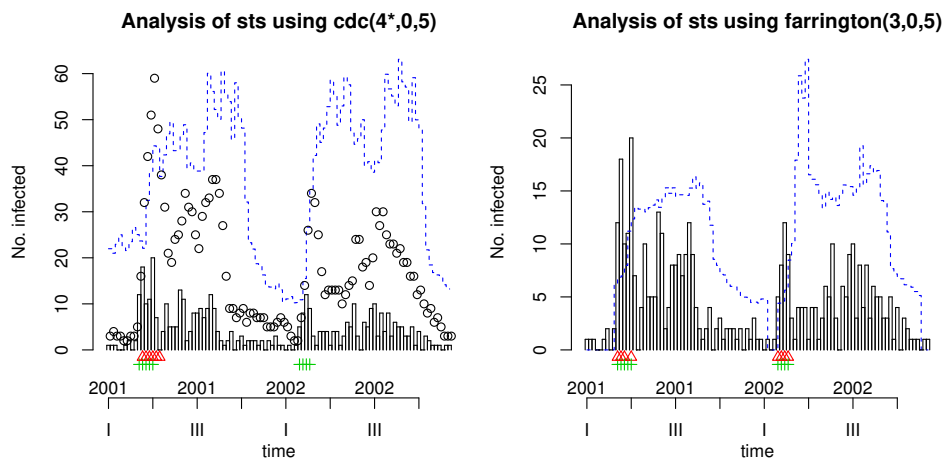 Analysis of sts using cdc(4*,0,5)
No. infected
60
50
40
30
20
10
0
2001 2001 2002 2002
I III I III
time
Analysis of sts using farrington(3,0,5)
No. infected
25
20
15
10
5
0
2001 2001 2002 2002
I III I III
time